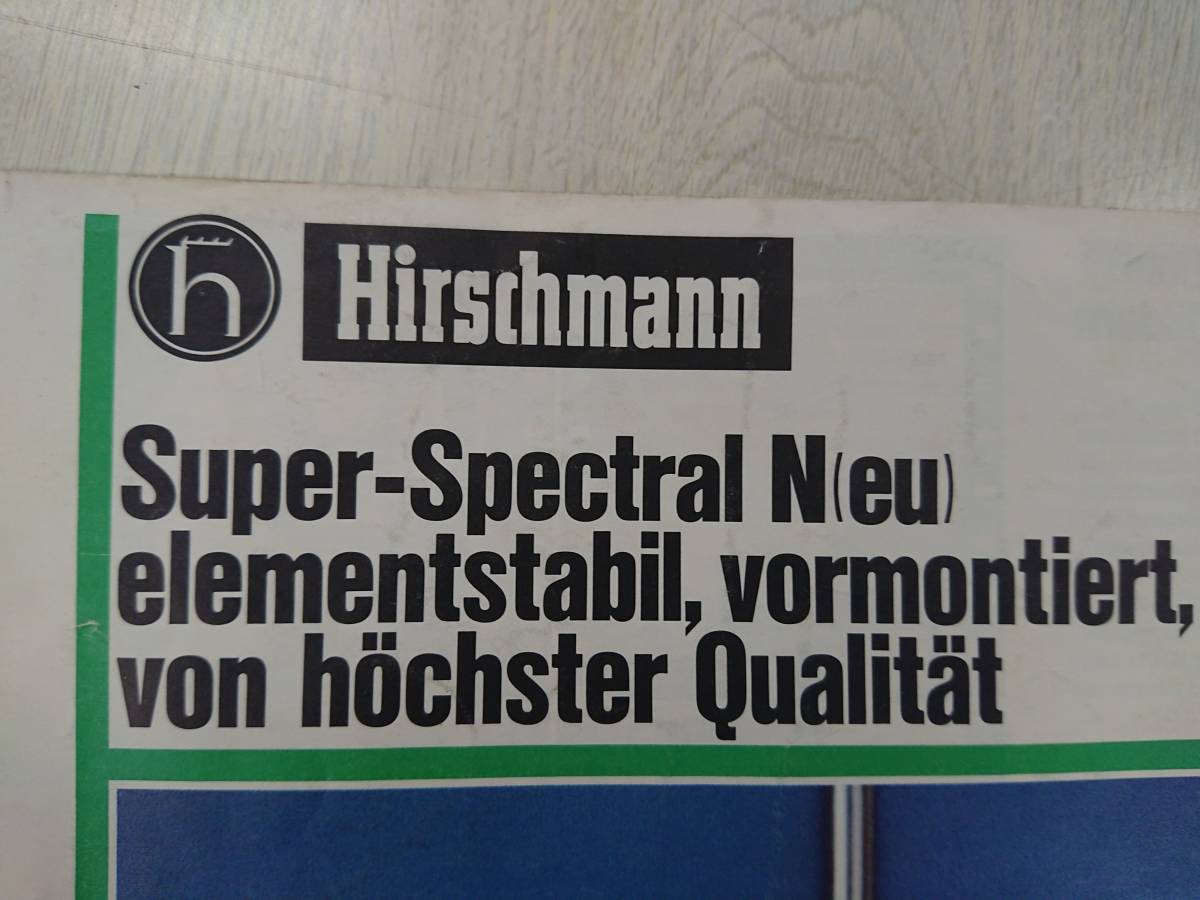 h
Hirschmann
Super-Spectral N(eu)
elementstabil, vormontiert,
von höchster Qualität